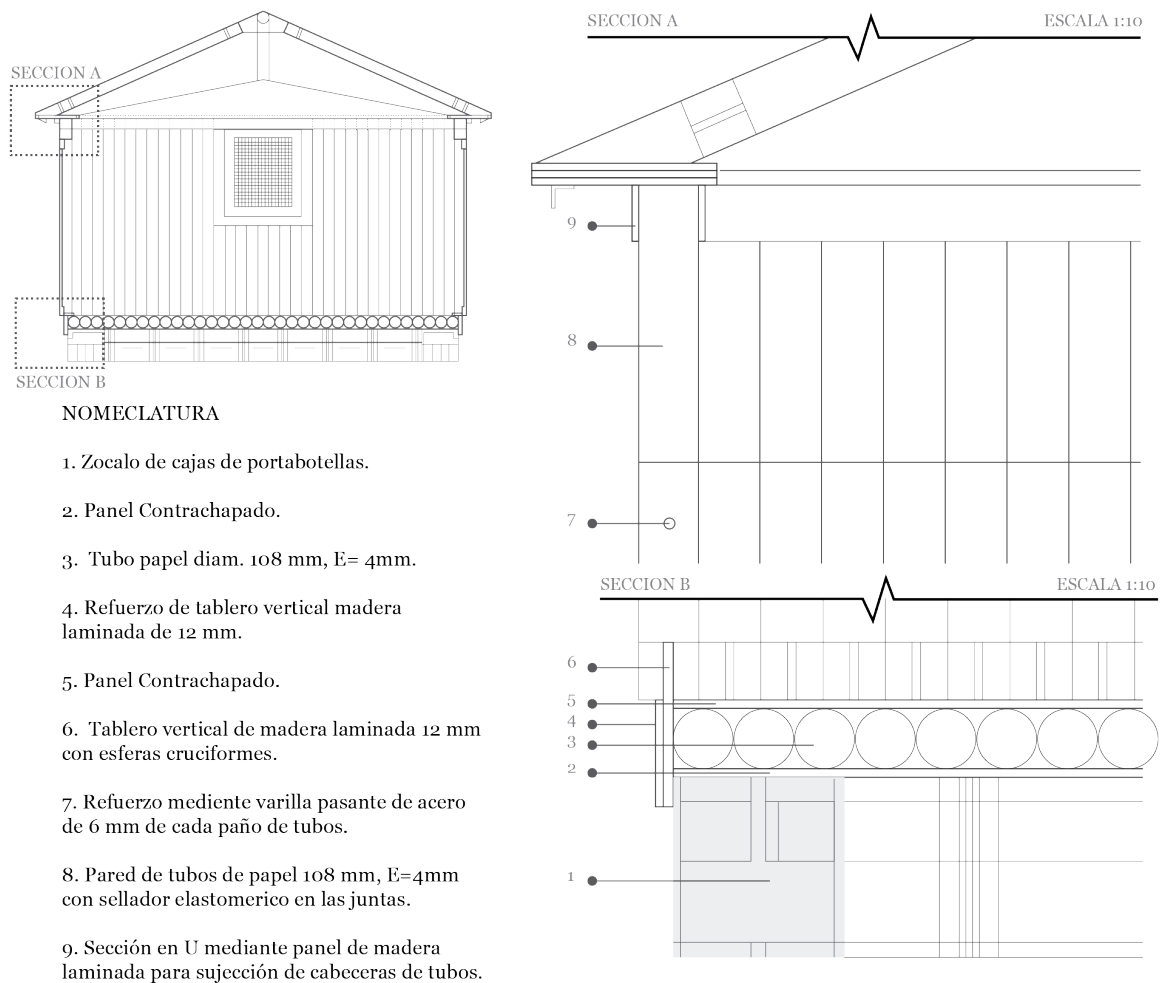 SECCION A
SECCION B
NOMECLATURA
1. Zocalo de cajas de portabotellas.
2. Panel Contrachapado.
3. Tubo papel diam. 108 mm, E= 4mm.
4. Refuerzo de tablero vertical madera
laminada de 12 mm.
5. Panel Contrachapado.
6. Tablero vertical de madera laminada 12 mm
con esferas cruciformes.
7. Refuerzo mediente varilla pasante de acero
de 6 mm de cada paño de tubos.
8. Pared de tubos de papel 108 mm, E=4mm
con sellador elastomerico en las juntas.
9. Sección en U mediante panel de madera
laminada para sujección de cabeceras de tubos.
SECCION A ESCALA 1:10
9
8
7
SECCION B ESCALA 1:10
6
5
4
3
2
1